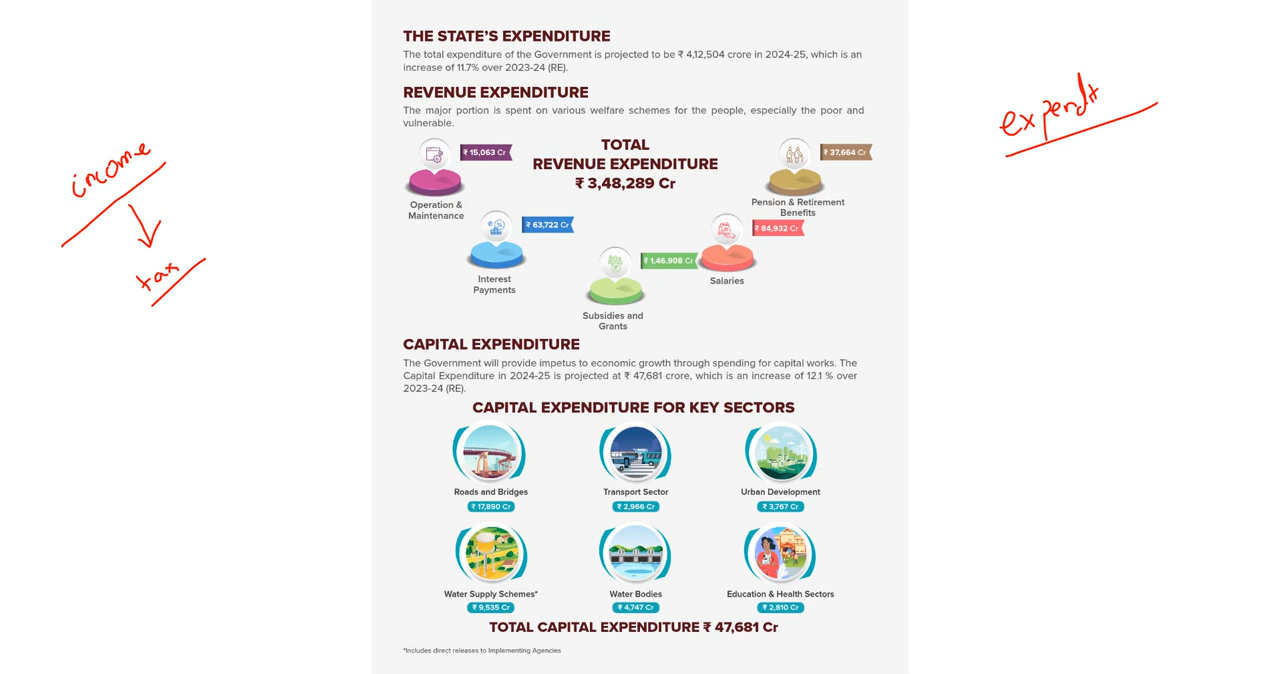 THE STATE'S EXPENDITURE
The total expenditure of the Government is projected to be ₹ 4,12,504 crore in 2024-25, which is an
increase of 11.7% over 2023-24 (RE).
REVENUE EXPENDITURE
The major portion is spent on various welfare schemes for the people, especially the poor and
vulnerable.
TOTAL
REVENUE EXPENDITURE
₹ 3,48,289 Cr
₹ 15,063 Cr
Operation &
Maintenance
₹ 63,722 Cr
Interest
Payments
₹ 1,46,908 Cr
Subsidies and
Grants
₹ 84,932 Cr
Salaries
₹ 37,664 Cr
Pension & Retirement
Benefits
income
tax
expendt
CAPITAL EXPENDITURE
The Government will provide impetus to economic growth through spending for capital works. The
Capital Expenditure in 2024-25 is projected at ₹ 47,681 crore, which is an increase of 12.1 % over
2023-24 (RE).
CAPITAL EXPENDITURE FOR KEY SECTORS
Roads and Bridges
₹ 17,890 Cr
Transport Sector
₹ 2,966 Cr
Urban Development
₹ 3,767 Cr
Water Supply Schemes*
₹ 9,535 Cr
Water Bodies
₹ 4,747 Cr
Education & Health Sectors
₹ 2,810 Cr
TOTAL CAPITAL EXPENDITURE ₹ 47,681 Cr
*Includes direct releases to Implementing Agencies